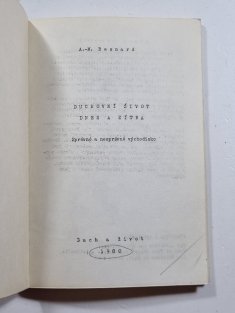 A.-M. Besnard
DUCHOVNÍ ŽIVOT
DNES A ZÍTRA
Správná a nesprávná východiska
Duch a život
1980